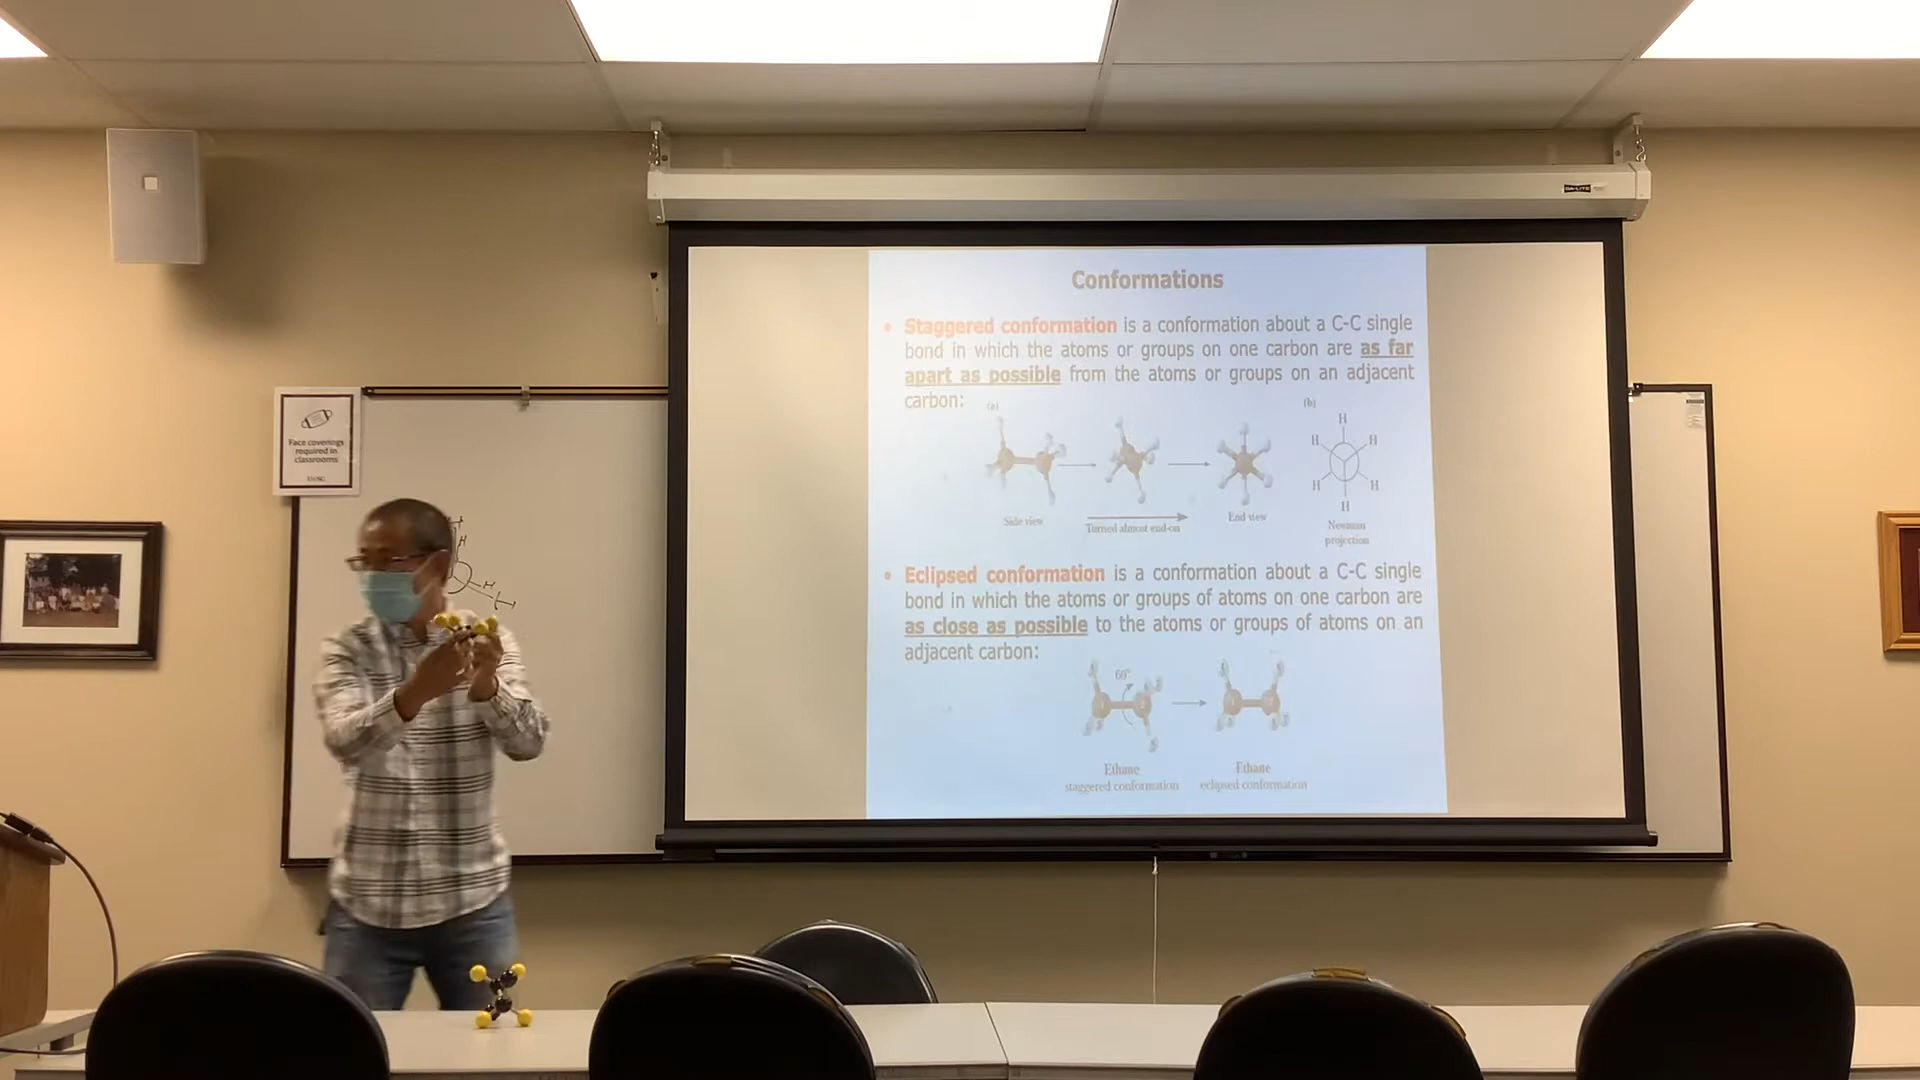 DA-LITE
Conformations
• Staggered conformation is a conformation about a C-C single
bond in which the atoms or groups on one carbon are as far
apart as possible from the atoms or groups on an adjacent
carbon:
(a)
(b)
H
H H
H H
H
Side view
Turned almost end-on
End view
Newman
projection
• Eclipsed conformation is a conformation about a C-C single
bond in which the atoms or groups of atoms on one carbon are
as close as possible to the atoms or groups of atoms on an
adjacent carbon:
60°
Ethane
staggered conformation
Ethane
eclipsed conformation
Face coverings
required in
classrooms
H
H